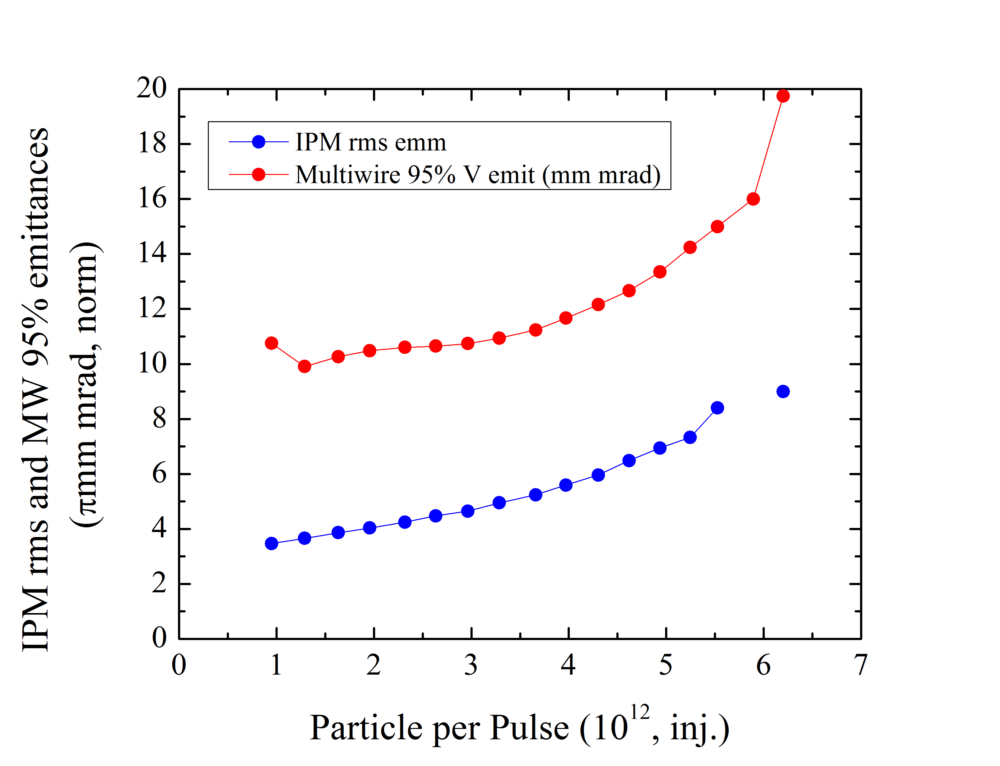 IPM rms and MW 95% emittances
(πmm mrad, norm)
20
18
16
14
12
10
8
6
4
2
0
IPM rms emm
Multiwire 95% V emit (mm mrad)
0 1 2 3 4 5 6 7
Particle per Pulse (10¹², inj.)